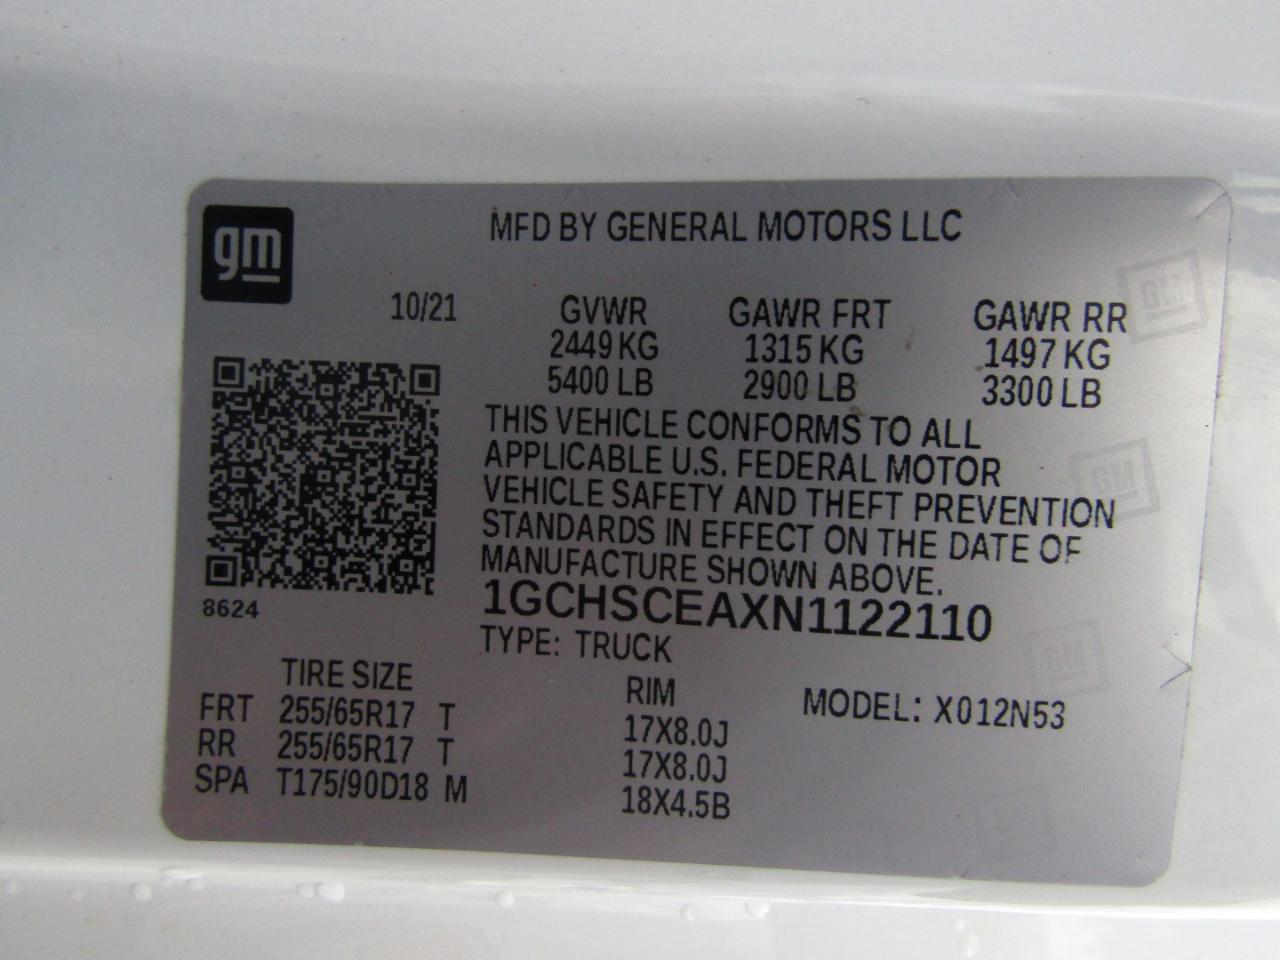 gm
MFD BY GENERAL MOTORS LLC
10/21 GVWR GAWR FRT GAWR RR
2449 KG 1315 KG 1497 KG
5400 LB 2900 LB 3300 LB
THIS VEHICLE CONFORMS TO ALL
APPLICABLE U.S. FEDERAL MOTOR
VEHICLE SAFETY AND THEFT PREVENTION
STANDARDS IN EFFECT ON THE DATE OF
MANUFACTURE SHOWN ABOVE.
8624
1GCHSCEAXN1122110
TYPE: TRUCK
TIRE SIZE RIM MODEL: X012N53
FRT 255/65R17 T 17X8.0J
RR 255/65R17 T 17X8.0J
SPA T175/90D18 M 18X4.5B
GM
GM
GM